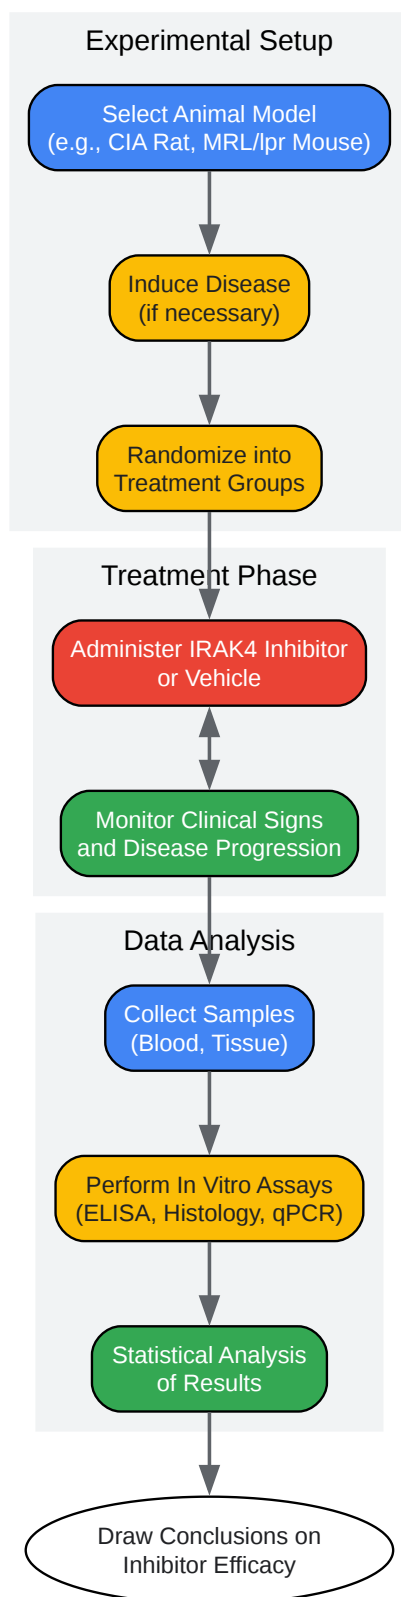 Experimental Setup
Select Animal Model
(e.g., CIA Rat, MRL/lpr Mouse)
Induce Disease
(if necessary)
Randomize into
Treatment Groups
Treatment Phase
Administer IRAK4 Inhibitor
or Vehicle
Monitor Clinical Signs
and Disease Progression
Data Analysis
Collect Samples
(Blood, Tissue)
Perform In Vitro Assays
(ELISA, Histology, qPCR)
Statistical Analysis
of Results
Draw Conclusions on
Inhibitor Efficacy